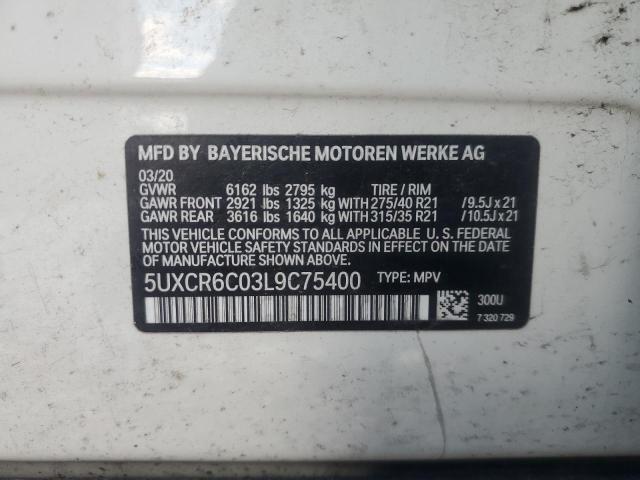 MFD BY BAYERISCHE MOTOREN WERKE AG
03/20
GVWR 6162 lbs 2795 kg TIRE / RIM
GAWR FRONT 2921 lbs 1325 kg WITH 275/40 R21 /9.5J x 21
GAWR REAR 3616 lbs 1640 kg WITH 315/35 R21 /10.5J x 21
THIS VEHICLE CONFORMS TO ALL APPLICABLE U. S. FEDERAL
MOTOR VEHICLE SAFETY STANDARDS IN EFFECT ON THE DATE
OF MANUFACTURE SHOWN ABOVE.
5UXCR6C03L9C75400 TYPE: MPV
300U
7 320 729